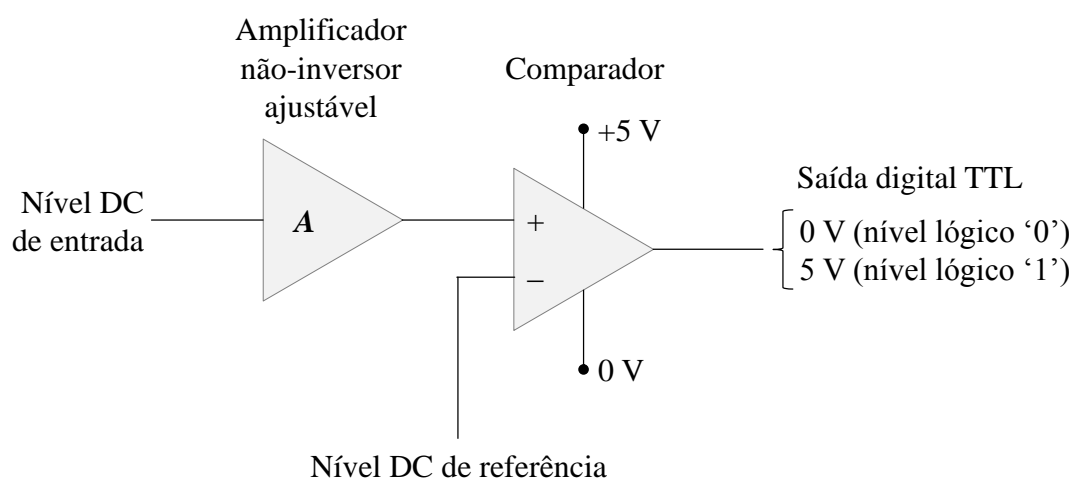 Amplificador
não-inversor
ajustável
Comparador
+5 V
Saída digital TTL
Nível DC
de entrada
A
+
−
0 V (nível lógico ‘0’)
5 V (nível lógico ‘1’)
0 V
Nível DC de referência